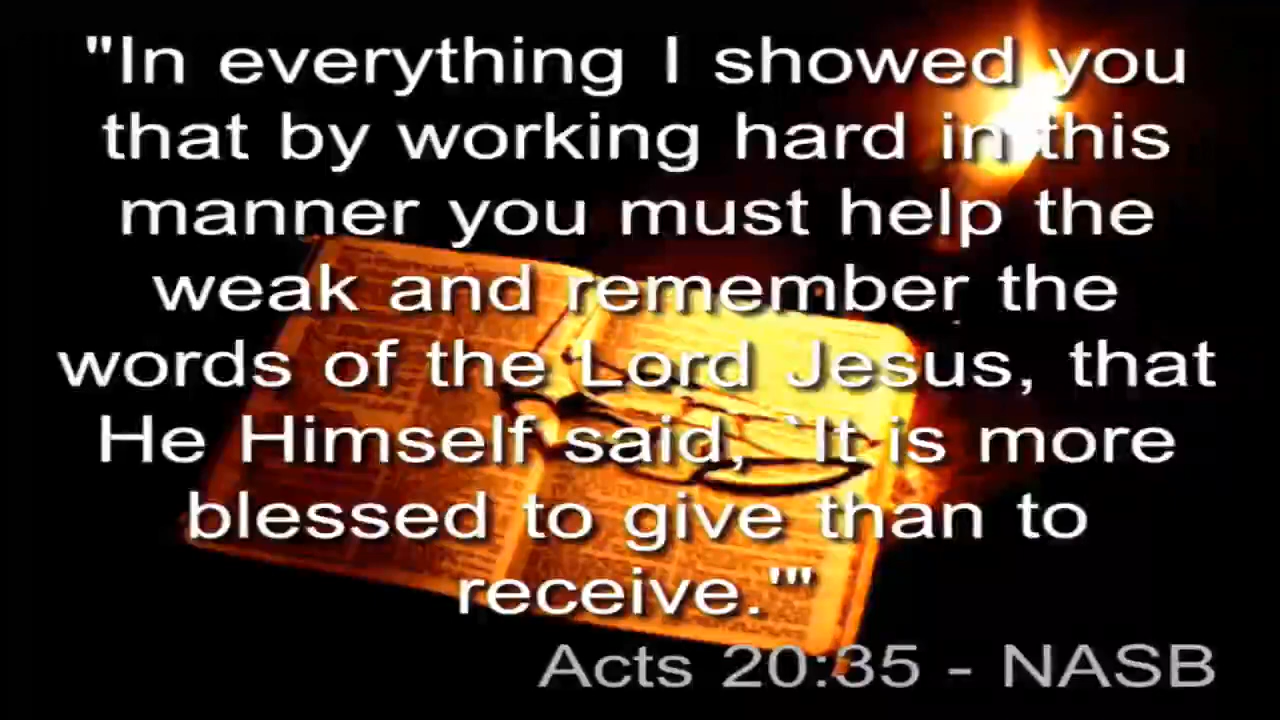 "In everything I showed you
that by working hard in this
manner you must help the
weak and remember the
words of the Lord Jesus, that
He Himself said, `It is more
blessed to give than to
receive.'"
Acts 20:35 - NASB